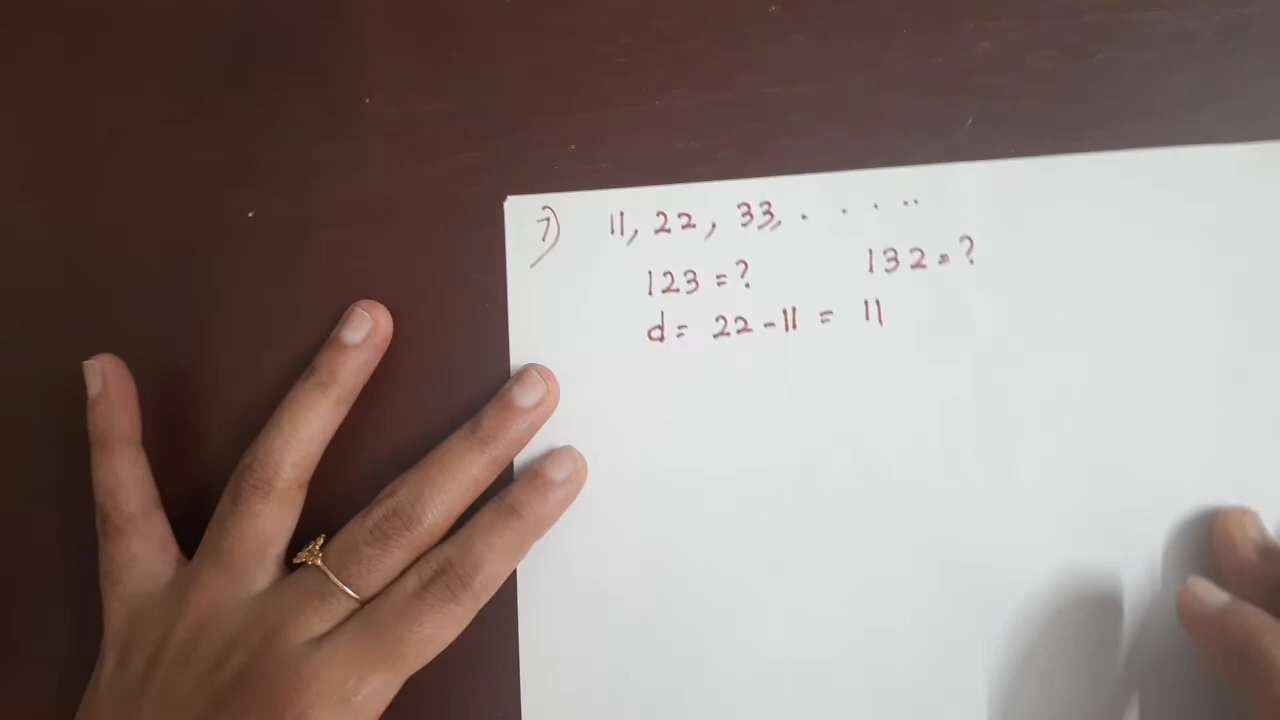 7) 11, 22, 33, . . . . .
123 = ? 132 = ?
d = 22 - 11 = 11